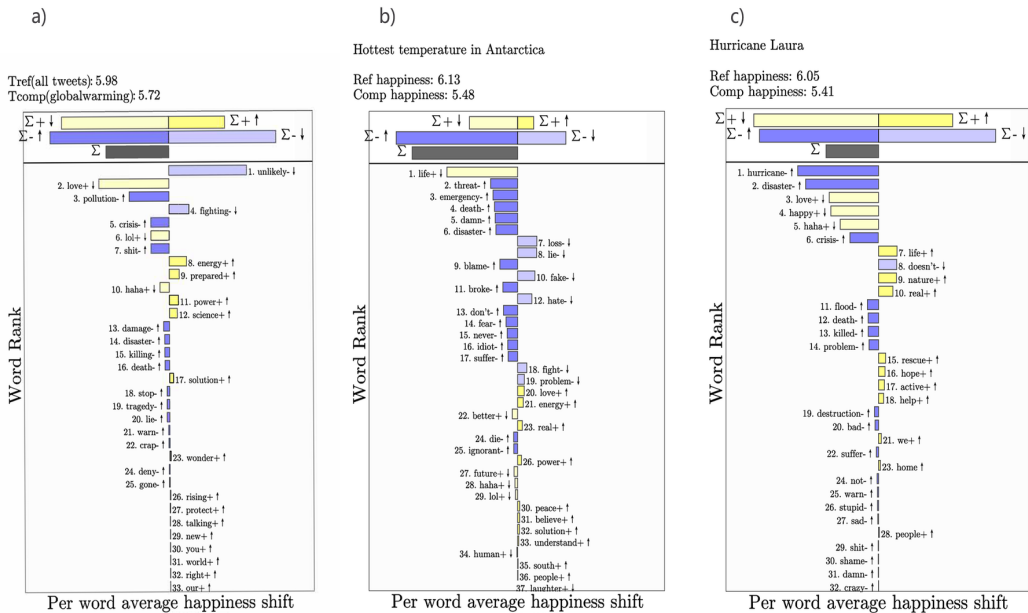 a)
Tref(all tweets): 5.98
Tcomp(globalwarming): 5.72
Σ+↓
Σ+↑
Σ-↑
Σ-↓
Σ
1. unlikely-↓
2. love+↓
3. pollution-↑
4. fighting-↓
5. crisis-↑
6. lol+↓
7. shit-↑
8. energy+↑
9. prepared+↑
10. haha+↓
11. power+↑
12. science+↑
13. damage-↑
14. disaster-↑
15. killing-↑
16. death-↑
17. solution+↑
18. stop-↑
19. tragedy-↑
20. lie-↑
21. warn-↑
22. crap-↑
23. wonder+↑
24. deny-↑
25. gone-↑
26. rising+↑
27. protect+↑
28. talking+↑
29. new+↑
30. you+↑
31. world+↑
32. right+↑
33. our+↑
Word Rank
Per word average happiness shift
b)
Hottest temperature in Antarctica
Ref happiness: 6.13
Comp happiness: 5.48
Σ+↓
Σ+↑
Σ-↑
Σ-↓
Σ
1. life+↓
2. threat-↑
3. emergency-↑
4. death-↑
5. damn-↑
6. disaster-↑
7. loss-↓
8. lie-↓
9. blame-↑
10. fake-↓
11. broke-↑
12. hate-↓
13. don't-↑
14. fear-↑
15. never-↑
16. idiot-↑
17. suffer-↑
18. fight-↓
19. problem-↓
20. love+↑
21. energy+↑
22. better+↓
23. real+↑
24. die-↑
25. ignorant-↑
26. power+↑
27. future+↓
28. haha+↓
29. lol+↓
30. peace+↑
31. believe+↑
32. solution+↑
33. understand+↑
34. human+↓
35. south+↑
36. people+↑
37. laughter+↓
Word Rank
Per word average happiness shift
c)
Hurricane Laura
Ref happiness: 6.05
Comp happiness: 5.41
Σ+↓
Σ+↑
Σ-↑
Σ-↓
Σ
1. hurricane-↑
2. disaster-↑
3. love+↓
4. happy+↓
5. haha+↓
6. crisis-↑
7. life+↑
8. doesn't-↓
9. nature+↑
10. real+↑
11. flood-↑
12. death-↑
13. killed-↑
14. problem-↑
15. rescue+↑
16. hope+↑
17. active+↑
18. help+↑
19. destruction-↑
20. bad-↑
21. we+↑
22. suffer-↑
23. home ↑
24. not-↑
25. warn-↑
26. stupid-↑
27. sad-↑
28. people+↑
29. shit-↑
30. shame-↑
31. damn-↑
32. crazy-↑
Word Rank
Per word average happiness shift